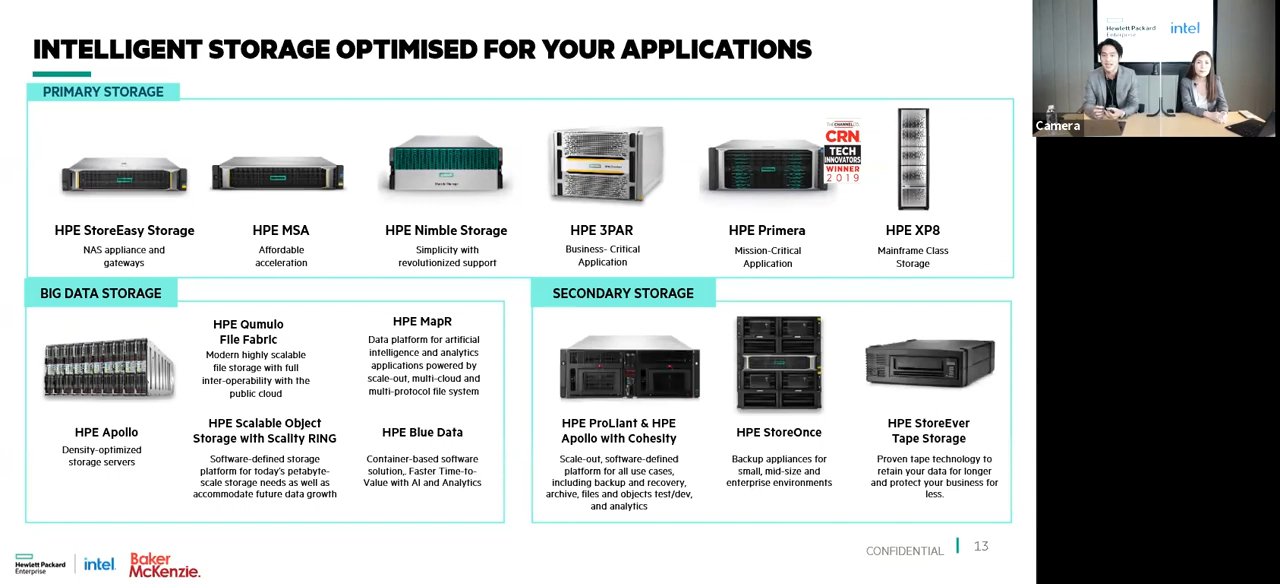 INTELLIGENT STORAGE OPTIMISED FOR YOUR APPLICATIONS
PRIMARY STORAGE
HPE StoreEasy Storage
NAS appliance and
gateways
HPE MSA
Affordable
acceleration
HPE Nimble Storage
Simplicity with
revolutionized support
HPE 3PAR
Business- Critical
Application
CRN
TECH
INNOVATORS
WINNER
2019
HPE Primera
Mission-Critical
Application
HPE XP8
Mainframe Class
Storage
BIG DATA STORAGE
HPE Apollo
Density-optimized
storage servers
HPE Qumulo
File Fabric
Modern highly scalable
file storage with full
inter-operability with the
public cloud
HPE MapR
Data platform for artificial
intelligence and analytics
applications powered by
scale-out, multi-cloud and
multi-protocol file system
HPE Scalable Object
Storage with Scality RING
Software-defined storage
platform for today's petabyte-
scale storage needs as well as
accommodate future data growth
HPE Blue Data
Container-based software
solution,. Faster Time-to-
Value with AI and Analytics
SECONDARY STORAGE
HPE ProLiant & HPE
Apollo with Cohesity
Scale-out, software-defined
platform for all use cases,
including backup and recovery,
archive, files and objects test/dev,
and analytics
HPE StoreOnce
Backup appliances for
small, mid-size and
enterprise environments
HPE StoreEver
Tape Storage
Proven tape technology to
retain your data for longer
and protect your business for
less.
Hewlett Packard
Enterprise
intel.
Baker
McKenzie.
CONFIDENTIAL
13
Hewlett Packard
Enterprise
intel
Camera